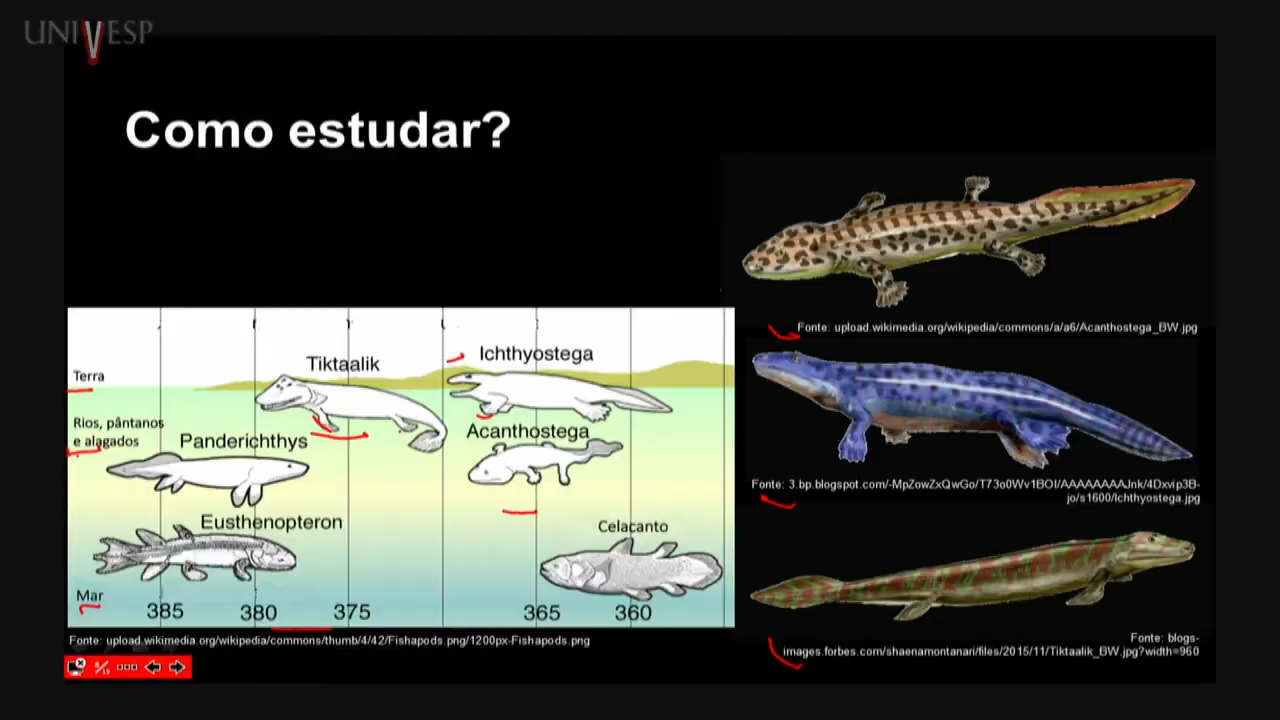 UNIVESP
Como estudar?
Fonte: upload.wikimedia.org/wikipedia/commons/a/a6/Acanthostega_BW.jpg
Tiktaalik
Ichthyostega
Terra
Rios, pântanos
e alagados
Panderichthys
Acanthostega
Fonte: 3.bp.blogspot.com/-MpZowZxQwGo/T73o0Wv1BOI/AAAAAAAAJnk/4Dxvip3B-
jo/s1600/Ichthyostega.jpg
Eusthenopteron
Celacanto
Mar
385 380 375 365 360
Fonte: upload.wikimedia.org/wikipedia/commons/thumb/4/42/Fishapods.png/1200px-Fishapods.png
Fonte: blogs-
images.forbes.com/shaenamontanari/files/2015/11/Tiktaalik_BW.jpg?width=960